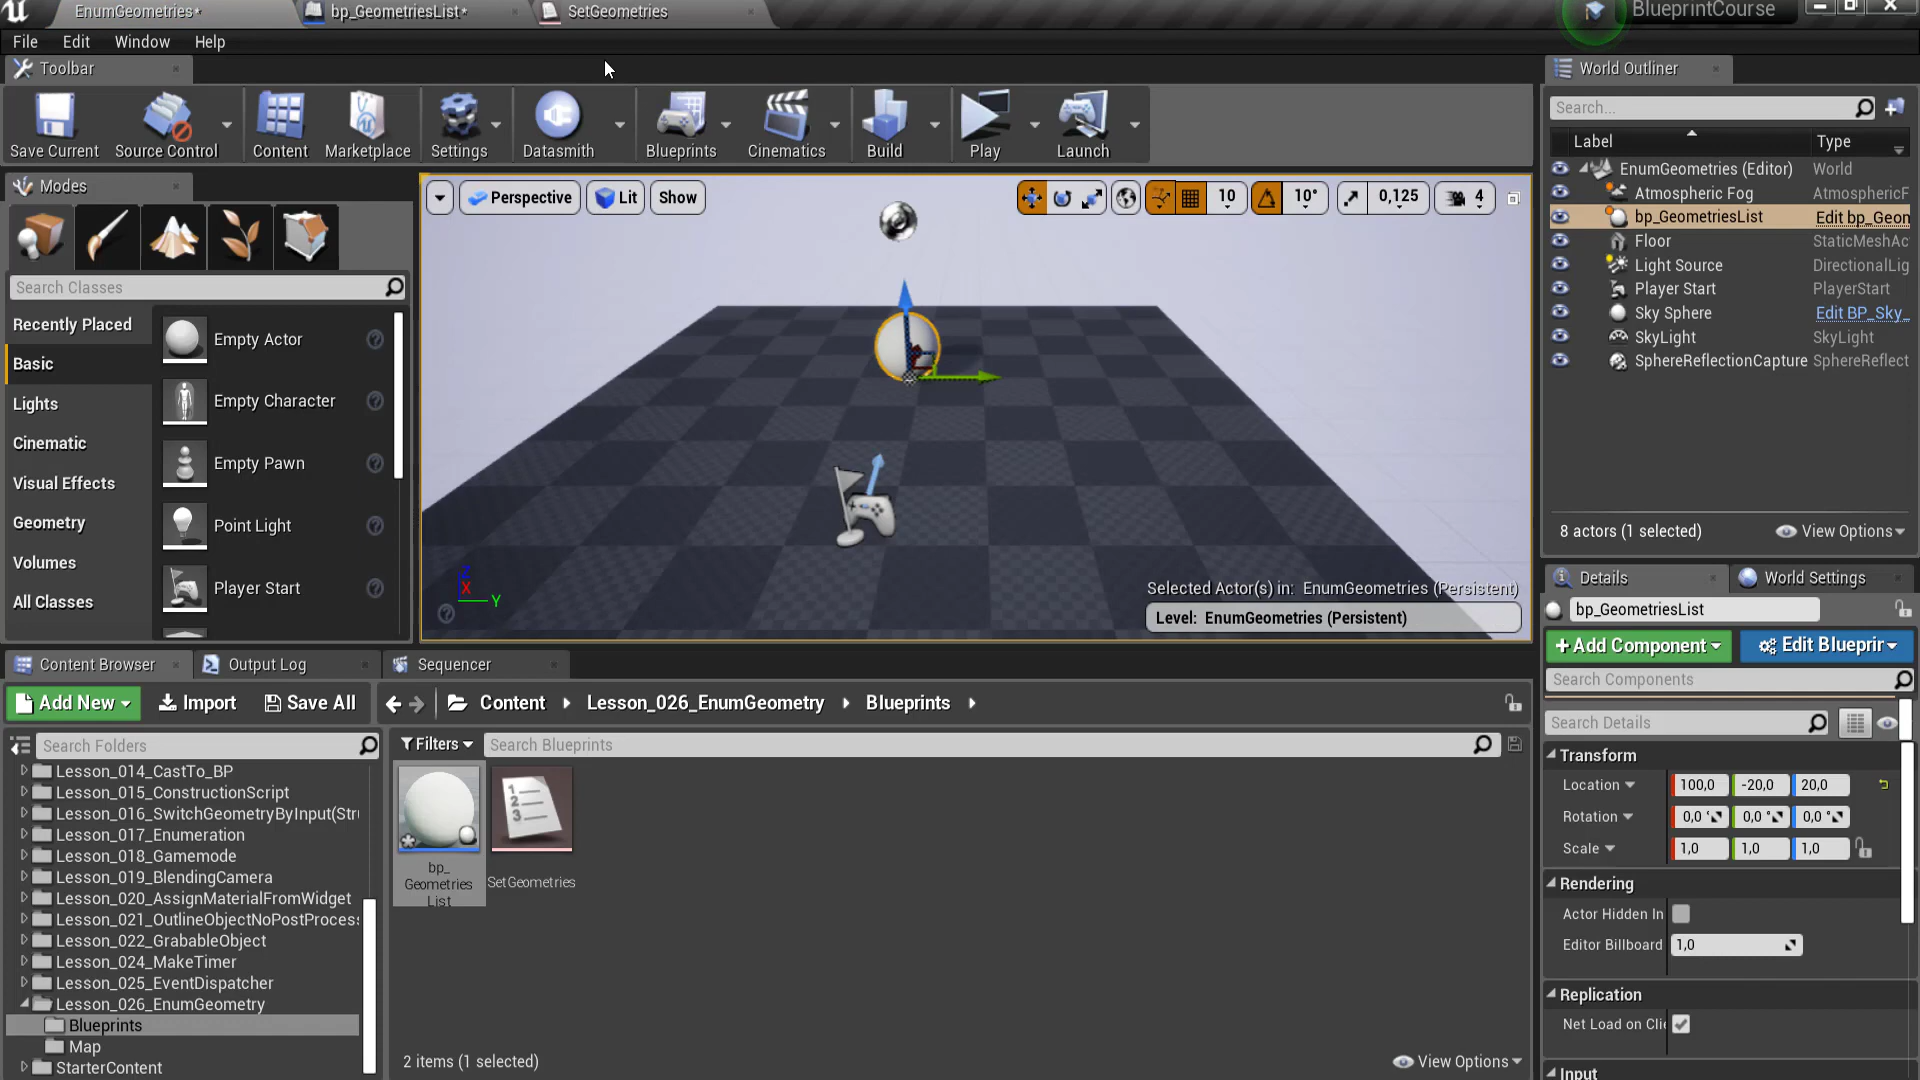 EnumGeometries*
bp_GeometriesList*
SetGeometries
BlueprintCourse
File Edit Window Help
Toolbar
World Outliner
Save Current
Source Control
Content
Marketplace
Settings
Datasmith
Blueprints
Cinematics
Build
Play
Launch
Search...
Label Type
EnumGeometries (Editor) World
Atmospheric Fog AtmosphericF
bp_GeometriesList Edit bp_Geon
Floor StaticMeshAc
Light Source DirectionalLig
Player Start PlayerStart
Sky Sphere Edit BP_Sky_
SkyLight SkyLight
SphereReflectionCapture SphereReflect
8 actors (1 selected) View Options
Modes
Search Classes
Recently Placed
Basic
Lights
Cinematic
Visual Effects
Geometry
Volumes
All Classes
Empty Actor
Empty Character
Empty Pawn
Point Light
Player Start
Perspective Lit Show
10 10° 0,125 4
Z
X
Y
Selected Actor(s) in: EnumGeometries (Persistent)
Level: EnumGeometries (Persistent)
Details
World Settings
bp_GeometriesList
+Add Component
Edit Blueprir
Search Components
Search Details
Transform
Location 100,0 -20,0 20,0
Rotation 0,0 ° 0,0 ° 0,0 °
Scale 1,0 1,0 1,0
Rendering
Actor Hidden In
Editor Billboard 1,0
Replication
Net Load on Clie
Input
Content Browser
Output Log
Sequencer
Add New Import Save All
Content Lesson_026_EnumGeometry Blueprints
Search Folders
Filters
Search Blueprints
Lesson_014_CastTo_BP
Lesson_015_ConstructionScript
Lesson_016_SwitchGeometryByInput(Stri
Lesson_017_Enumeration
Lesson_018_Gamemode
Lesson_019_BlendingCamera
Lesson_020_AssignMaterialFromWidget
Lesson_021_OutlineObjectNoPostProcess
Lesson_022_GrabableObject
Lesson_024_MakeTimer
Lesson_025_EventDispatcher
Lesson_026_EnumGeometry
Blueprints
Map
StarterContent
1
2
3
bp_
Geometries
List
SetGeometries
2 items (1 selected)
View Options